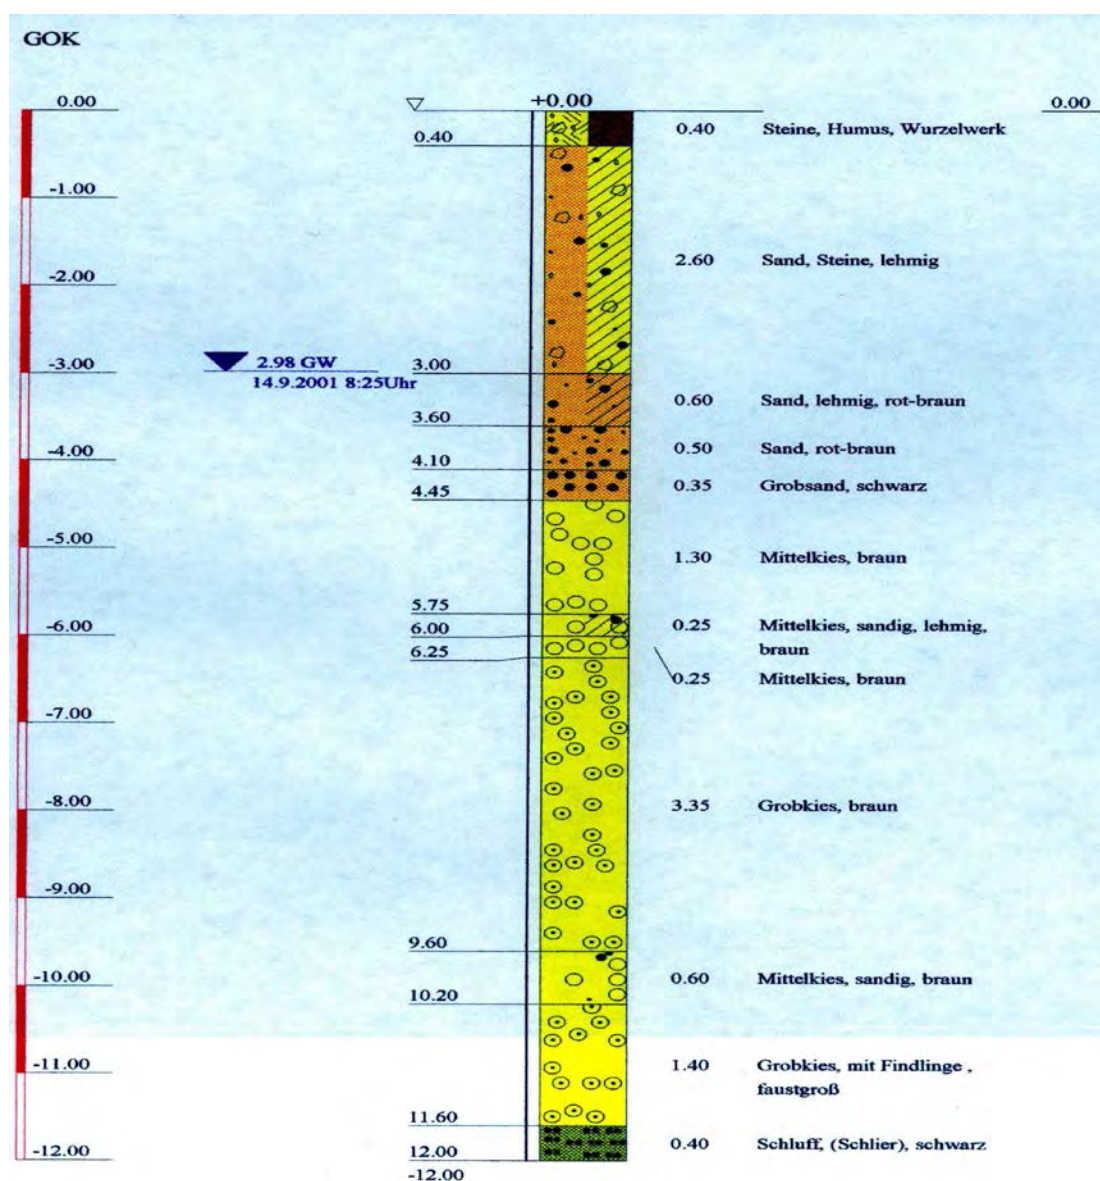 GOK
0.00
+0.00
0.00
0.40
0.40 Steine, Humus, Wurzelwerk
-1.00
2.60 Sand, Steine, lehmig
-2.00
2.98 GW
14.9.2001 8:25Uhr
-3.00
3.00
0.60 Sand, lehmig, rot-braun
3.60
0.50 Sand, rot-braun
-4.00
4.10
0.35 Grobsand, schwarz
4.45
-5.00
1.30 Mittelkies, braun
5.75
0.25 Mittelkies, sandig, lehmig,
braun
-6.00
6.00
6.25
0.25 Mittelkies, braun
-7.00
-8.00
3.35 Grobkies, braun
-9.00
9.60
-10.00
0.60 Mittelkies, sandig, braun
10.20
-11.00
1.40 Grobkies, mit Findlinge ,
faustgroß
11.60
0.40 Schluff, (Schlier), schwarz
-12.00
12.00
-12.00